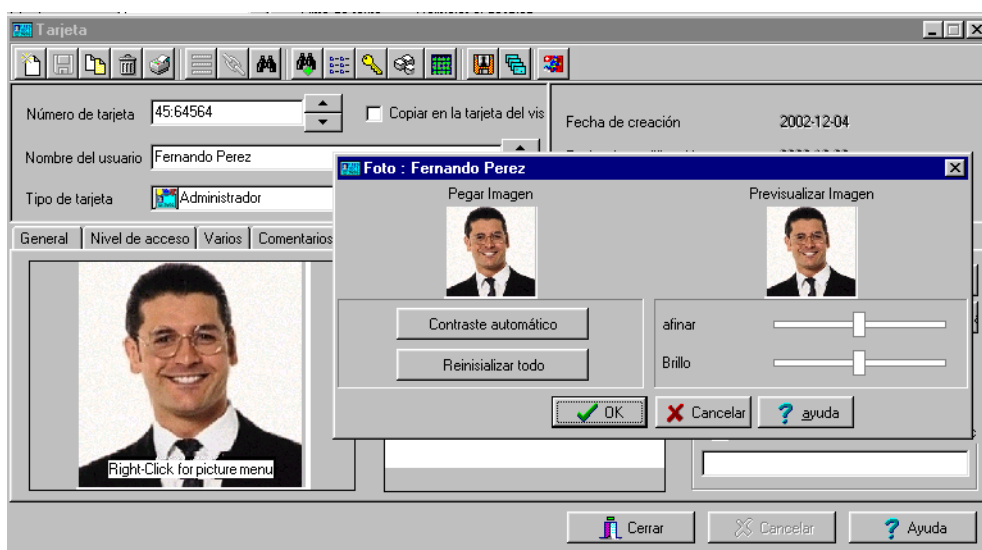 Tarjeta
Número de tarjeta 45:64564 Copiar en la tarjeta del vis
Fecha de creación 2002-12-04
Nombre del usuario Fernando Perez
Tipo de tarjeta Administrador
General Nivel de acceso Varios Comentarios
Right-Click for picture menu
Foto : Fernando Perez
Pegar Imagen Previsualizar Imagen
Contraste automático afinar
Reinisializar todo Brillo
OK Cancelar ayuda
Cerrar Cancelar Ayuda